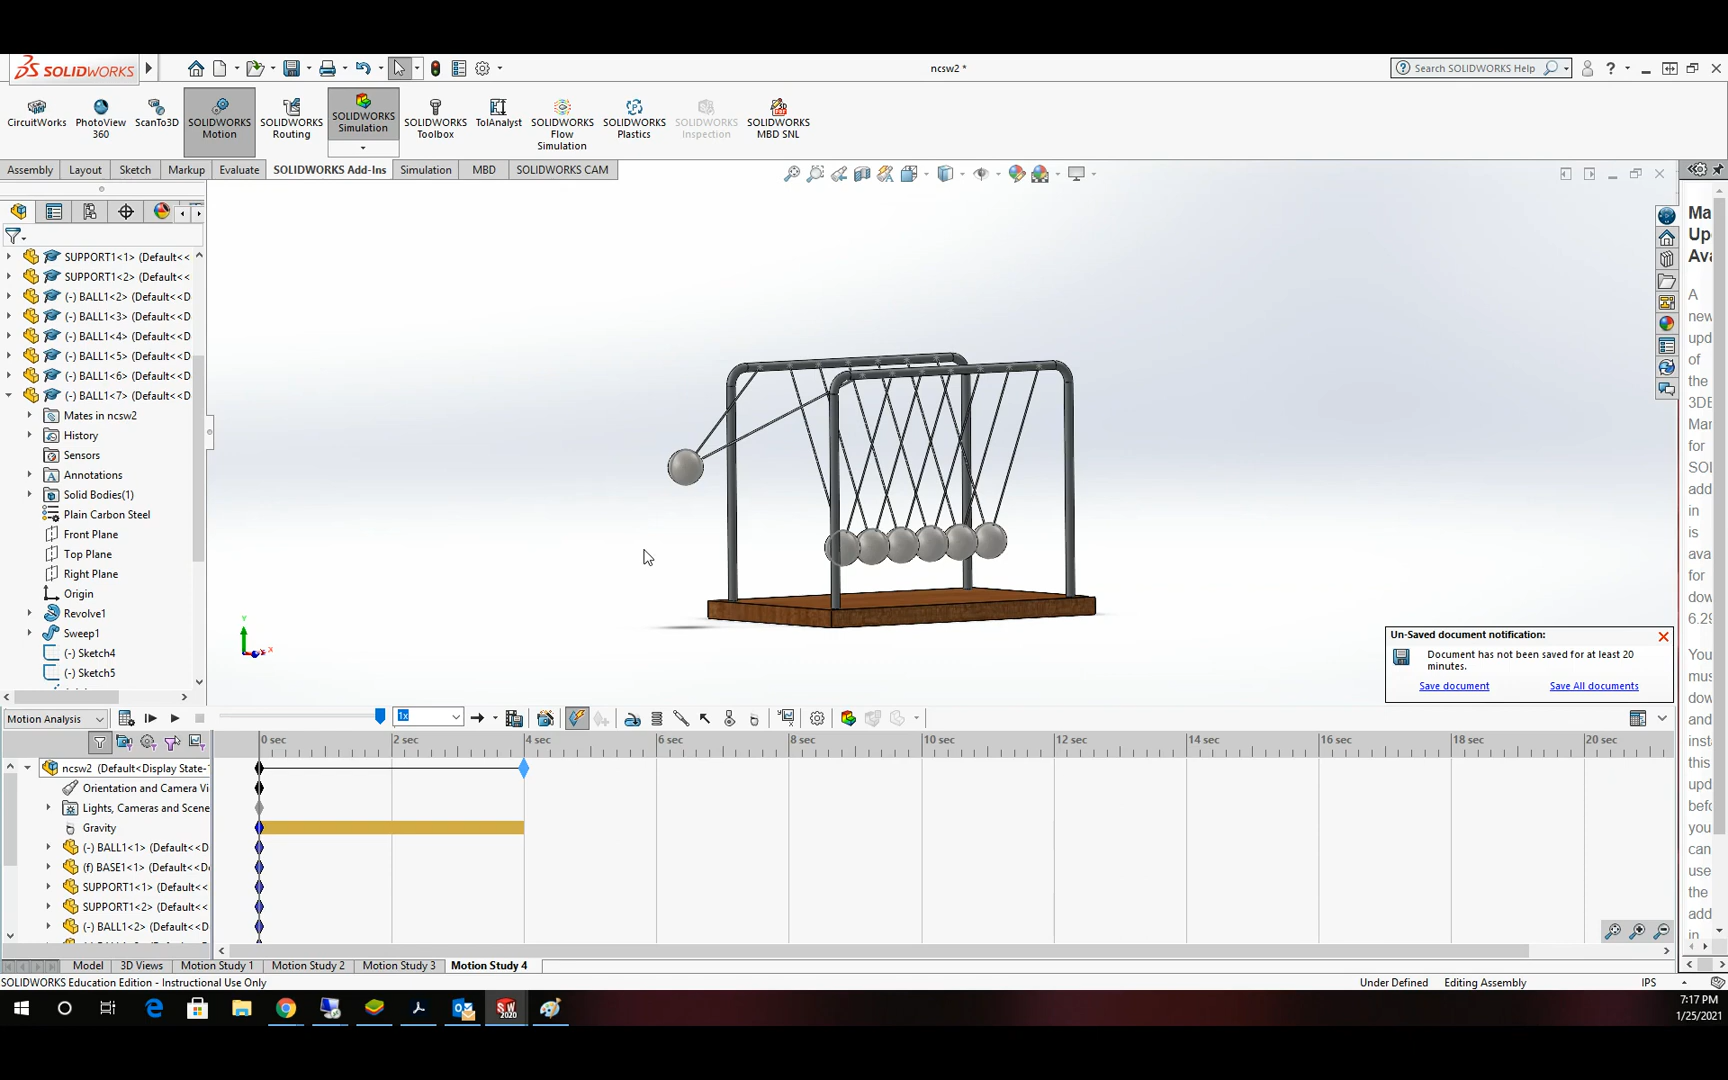 SOLIDWORKS
ncsw2 *
Search SOLIDWORKS Help
?
CircuitWorks
PhotoView
360
ScanTo3D
SOLIDWORKS
Motion
SOLIDWORKS
Routing
SOLIDWORKS
Simulation
SOLIDWORKS
Toolbox
TolAnalyst
SOLIDWORKS
Flow
Simulation
SOLIDWORKS
Plastics
SOLIDWORKS
Inspection
SOLIDWORKS
MBD SNL
Assembly Layout Sketch Markup Evaluate SOLIDWORKS Add-Ins Simulation MBD SOLIDWORKS CAM
SUPPORT1<1> (Default<<
SUPPORT1<2> (Default<<
(-) BALL1<2> (Default<<D
(-) BALL1<3> (Default<<D
(-) BALL1<4> (Default<<D
(-) BALL1<5> (Default<<D
(-) BALL1<6> (Default<<D
(-) BALL1<7> (Default<<D
Mates in ncsw2
History
Sensors
Annotations
Solid Bodies(1)
Plain Carbon Steel
Front Plane
Top Plane
Right Plane
Origin
Revolve1
Sweep1
(-) Sketch4
(-) Sketch5
Y
X
Ma
Up
Ava
A
new
upd
of
the
3DE
Mar
for
SOL
add
in
is
ava
for
dow
6.29
You
mus
dow
and
inst
this
upd
befo
you
can
use
the
add
in
Un-Saved document notification:
Document has not been saved for at least 20
minutes.
Save document Save All documents
Motion Analysis
1x
0 sec 2 sec 4 sec 6 sec 8 sec 10 sec 12 sec 14 sec 16 sec 18 sec 20 sec
ncsw2 (Default<Display State-
Orientation and Camera Vi
Lights, Cameras and Scene
Gravity
(-) BALL1<1> (Default<<D
(f) BASE1<1> (Default<<D
SUPPORT1<1> (Default<<
SUPPORT1<2> (Default<<
(-) BALL1<2> (Default<<D
Model 3D Views Motion Study 1 Motion Study 2 Motion Study 3 Motion Study 4
SOLIDWORKS Education Edition - Instructional Use Only
Under Defined Editing Assembly IPS
SW
2020
7:17 PM
1/25/2021